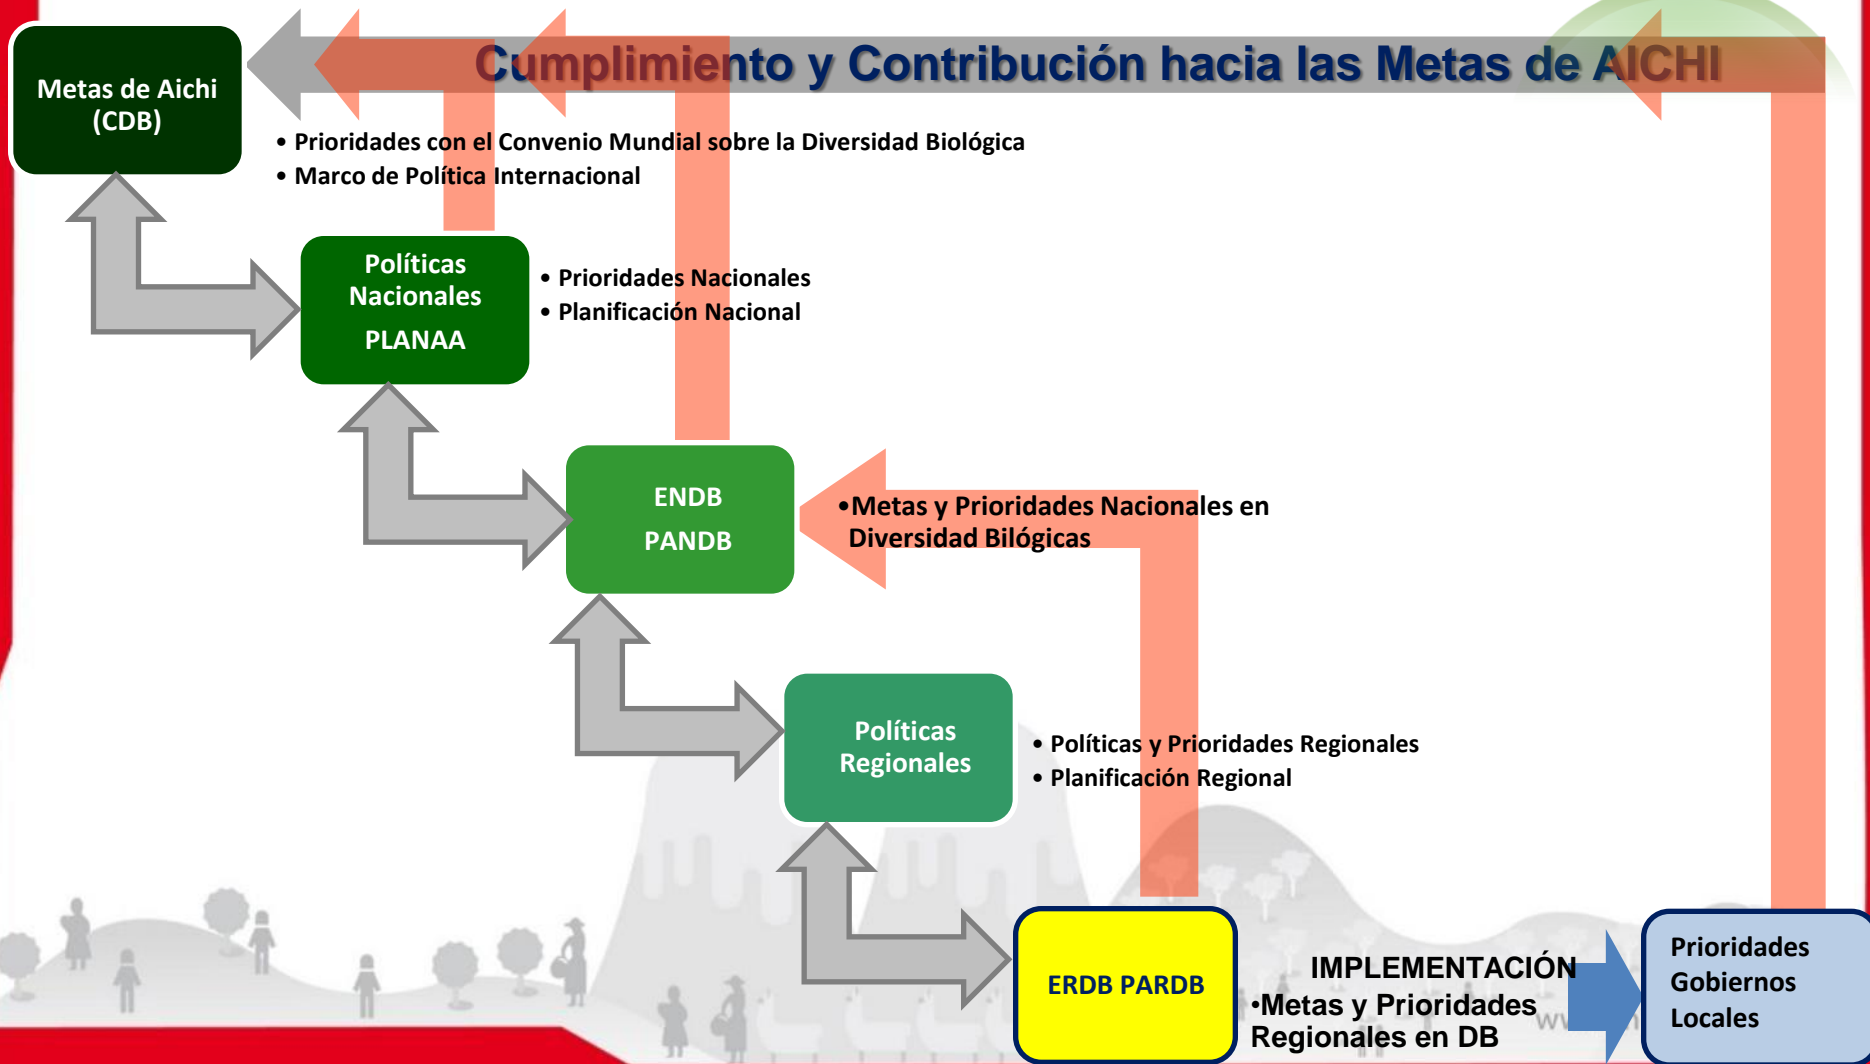 Cumplimiento y Contribución hacia las Metas de AICHI
Metas de Aichi
(CDB)
• Prioridades con el Convenio Mundial sobre la Diversidad Biológica
• Marco de Política Internacional
Políticas
Nacionales
PLANAA
• Prioridades Nacionales
• Planificación Nacional
ENDB
PANDB
•Metas y Prioridades Nacionales en
Diversidad Bilógicas
Políticas
Regionales
• Políticas y Prioridades Regionales
• Planificación Regional
ERDB PARDB
IMPLEMENTACIÓN
•Metas y Prioridades
Regionales en DB
Prioridades
Gobiernos
Locales